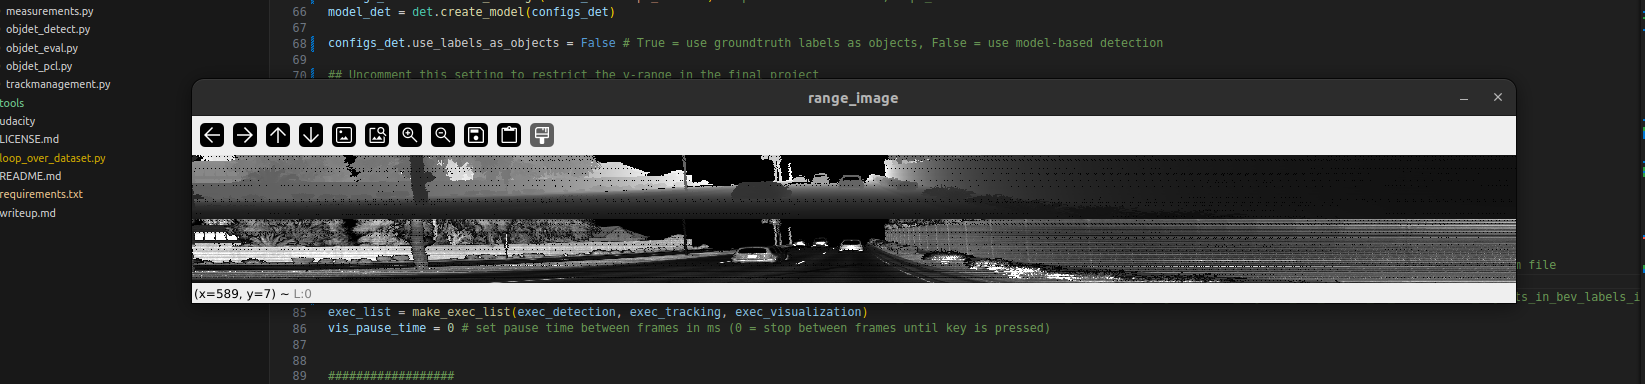 measurements.py
objdet_detect.py
objdet_eval.py
objdet_pcl.py
trackmanagement.py
tools
udacity
LICENSE.md
loop_over_dataset.py
README.md
requirements.txt
writeup.md
66 model_det = det.create_model(configs_det)
67
68 configs_det.use_labels_as_objects = False # True = use groundtruth labels as objects, False = use model-based detection
69
70 ## Uncomment this setting to restrict the y-range in the final project
range_image
(x=589, y=7) ~ L:0
file
ts_in_bev_labels_i
85 exec_list = make_exec_list(exec_detection, exec_tracking, exec_visualization)
86 vis_pause_time = 0 # set pause time between frames in ms (0 = stop between frames until key is pressed)
87
88
89 ##################